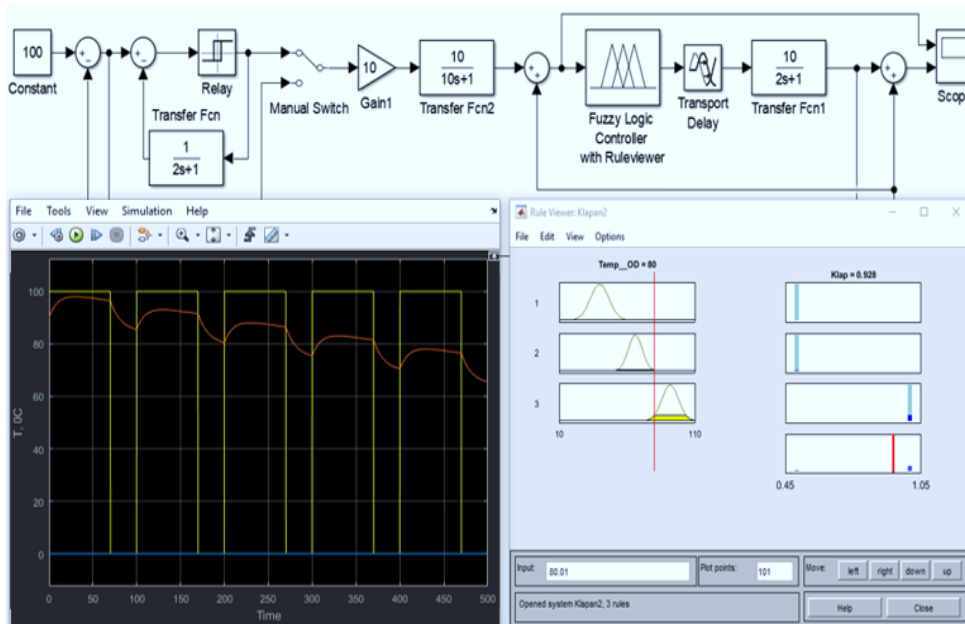 100
Constant
Relay
Transfer Fcn
1
2s+1
Manual Switch
10
Gain1
10
10s+1
Transfer Fcn2
Fuzzy Logic
Controller
with Ruleviewer
Transport
Delay
10
2s+1
Transfer Fcn1
Scop
File Tools View Simulation Help
T, 0C
100
80
60
40
20
0
0 50 100 150 200 250 300 350 400 450 500
Time
Rule Viewer: Klapan2
File Edit View Options
Temp__OD = 80
Klap = 0.928
1
2
3
10 110
0.45 1.05
Input: 80.01
Plot points: 101
Move: left right down up
Opened system Klapan2, 3 rules
Help Close